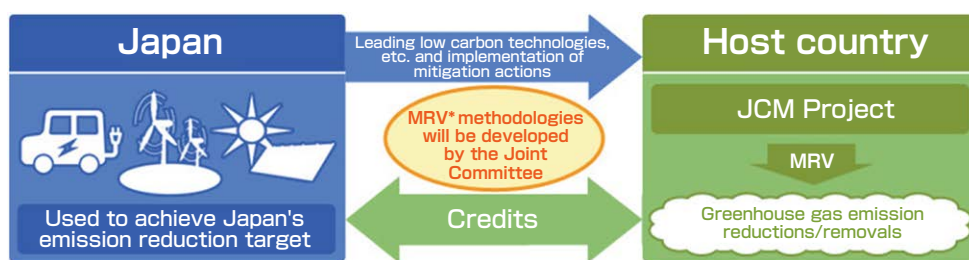 Japan
Leading low carbon technologies,
etc. and implementation of
mitigation actions
Host country
MRV* methodologies
will be developed
by the Joint
Committee
JCM Project
MRV
Used to achieve Japan's
emission reduction target
Credits
Greenhouse gas emission
reductions/removals